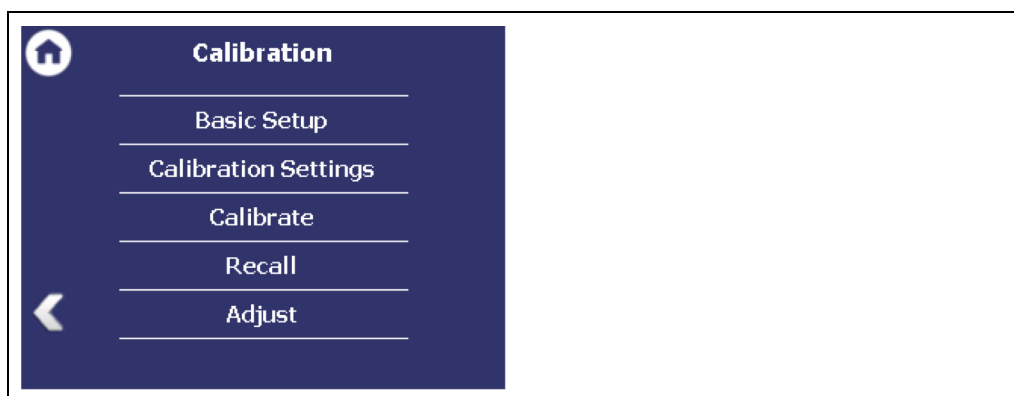 Calibration
Basic Setup
Calibration Settings
Calibrate
Recall
Adjust